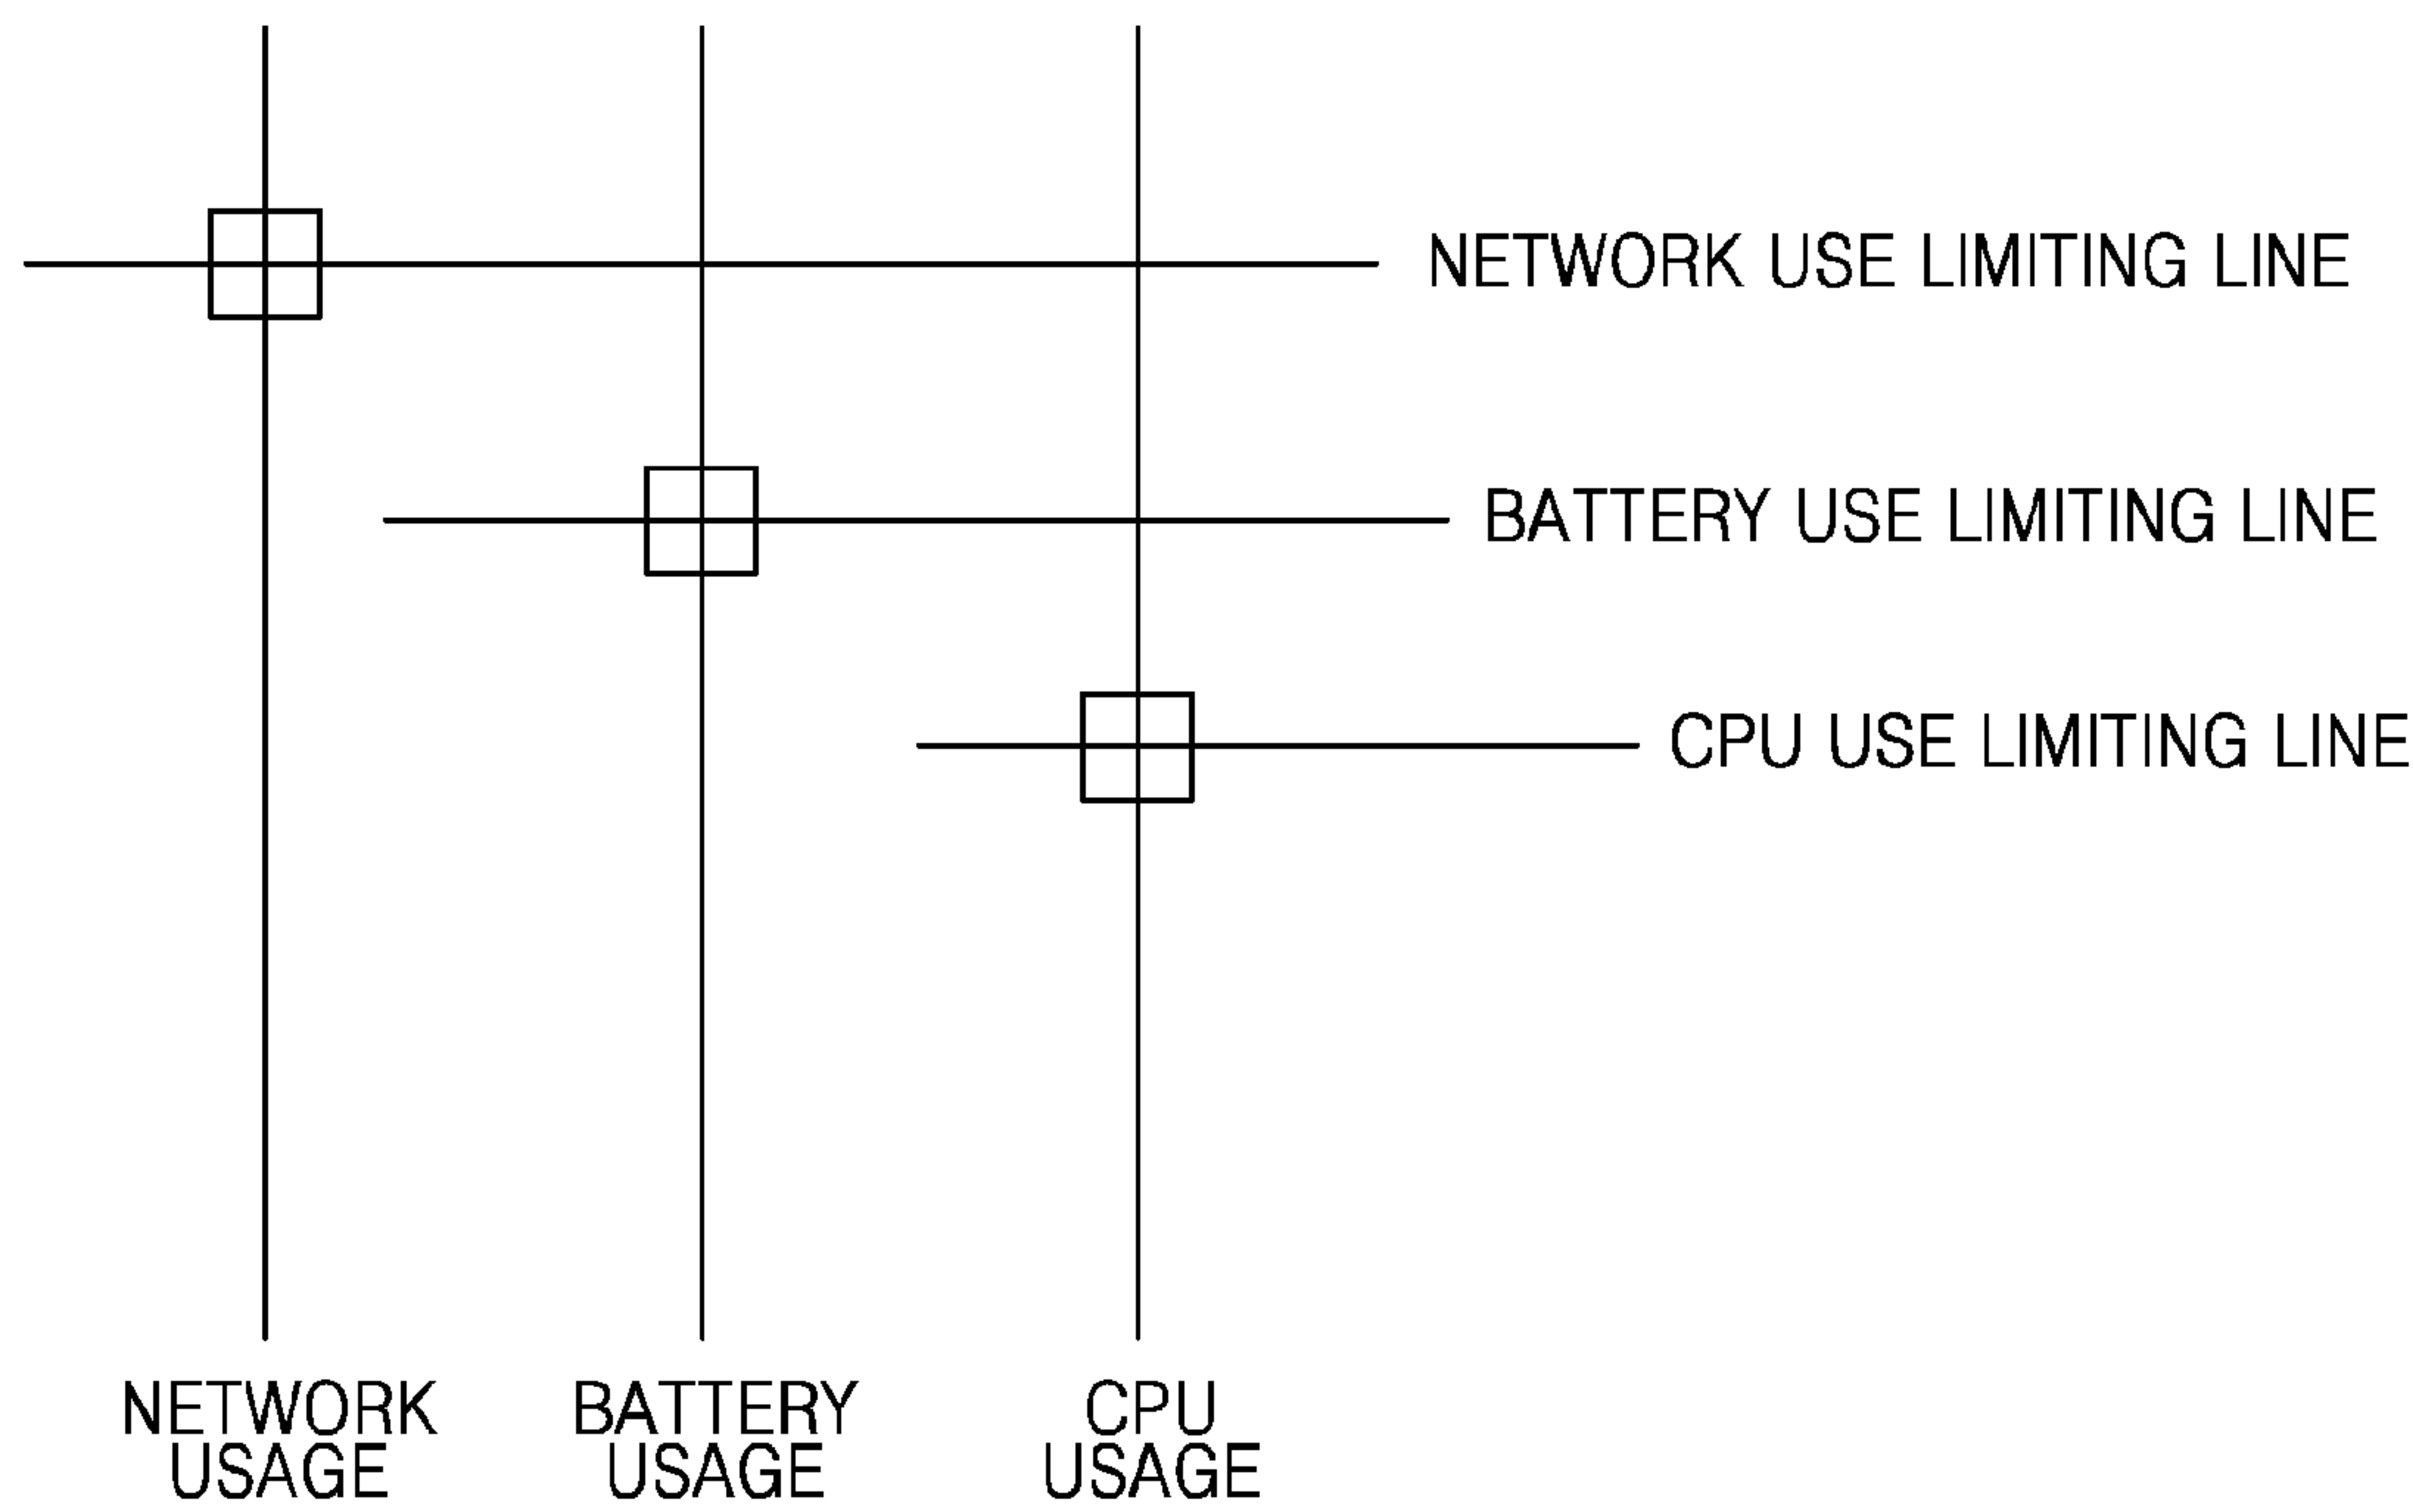 NETWORK USE LIMITING LINE
BATTERY USE LIMITING LINE
CPU USE LIMITING LINE
NETWORK
USAGE
BATTERY
USAGE
CPU
USAGE